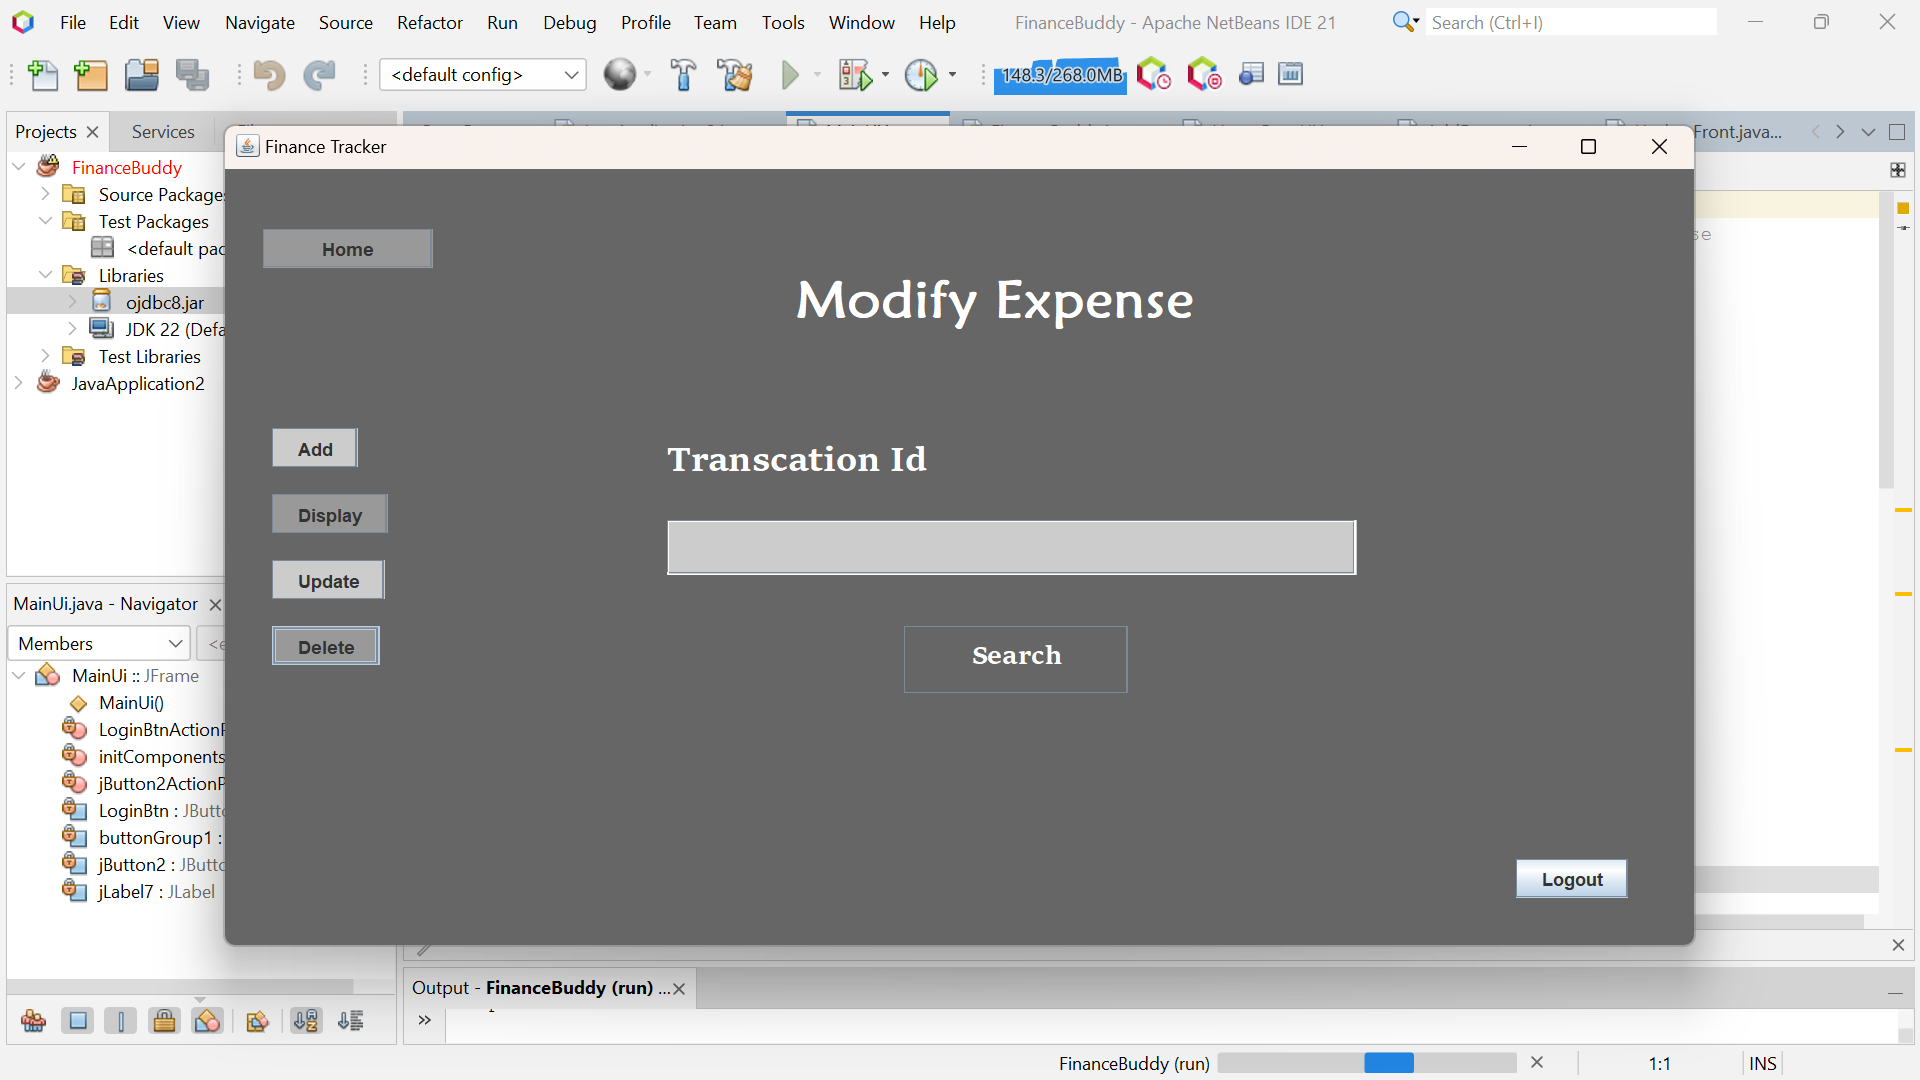 File Edit View Navigate Source Refactor Run Debug Profile Team Tools Window Help FinanceBuddy - Apache NetBeans IDE 21 Search (Ctrl+I)
<default config> 148.3/268.0MB
Projects Services Front.java...
Finance Tracker
FinanceBuddy
Source Packages
Test Packages
<default pac
Libraries
ojdbc8.jar
JDK 22 (Defa
Test Libraries
JavaApplication2
se
Home
Modify Expense
Add
Display
Update
Delete
Transcation Id
Search
Logout
MainUi.java - Navigator
Members <e
MainUi :: JFrame
MainUi()
LoginBtnActionP
initComponents
jButton2ActionP
LoginBtn : JButto
buttonGroup1 :
jButton2 : JButto
jLabel7 : JLabel
Output - FinanceBuddy (run) ...
FinanceBuddy (run) 1:1 INS